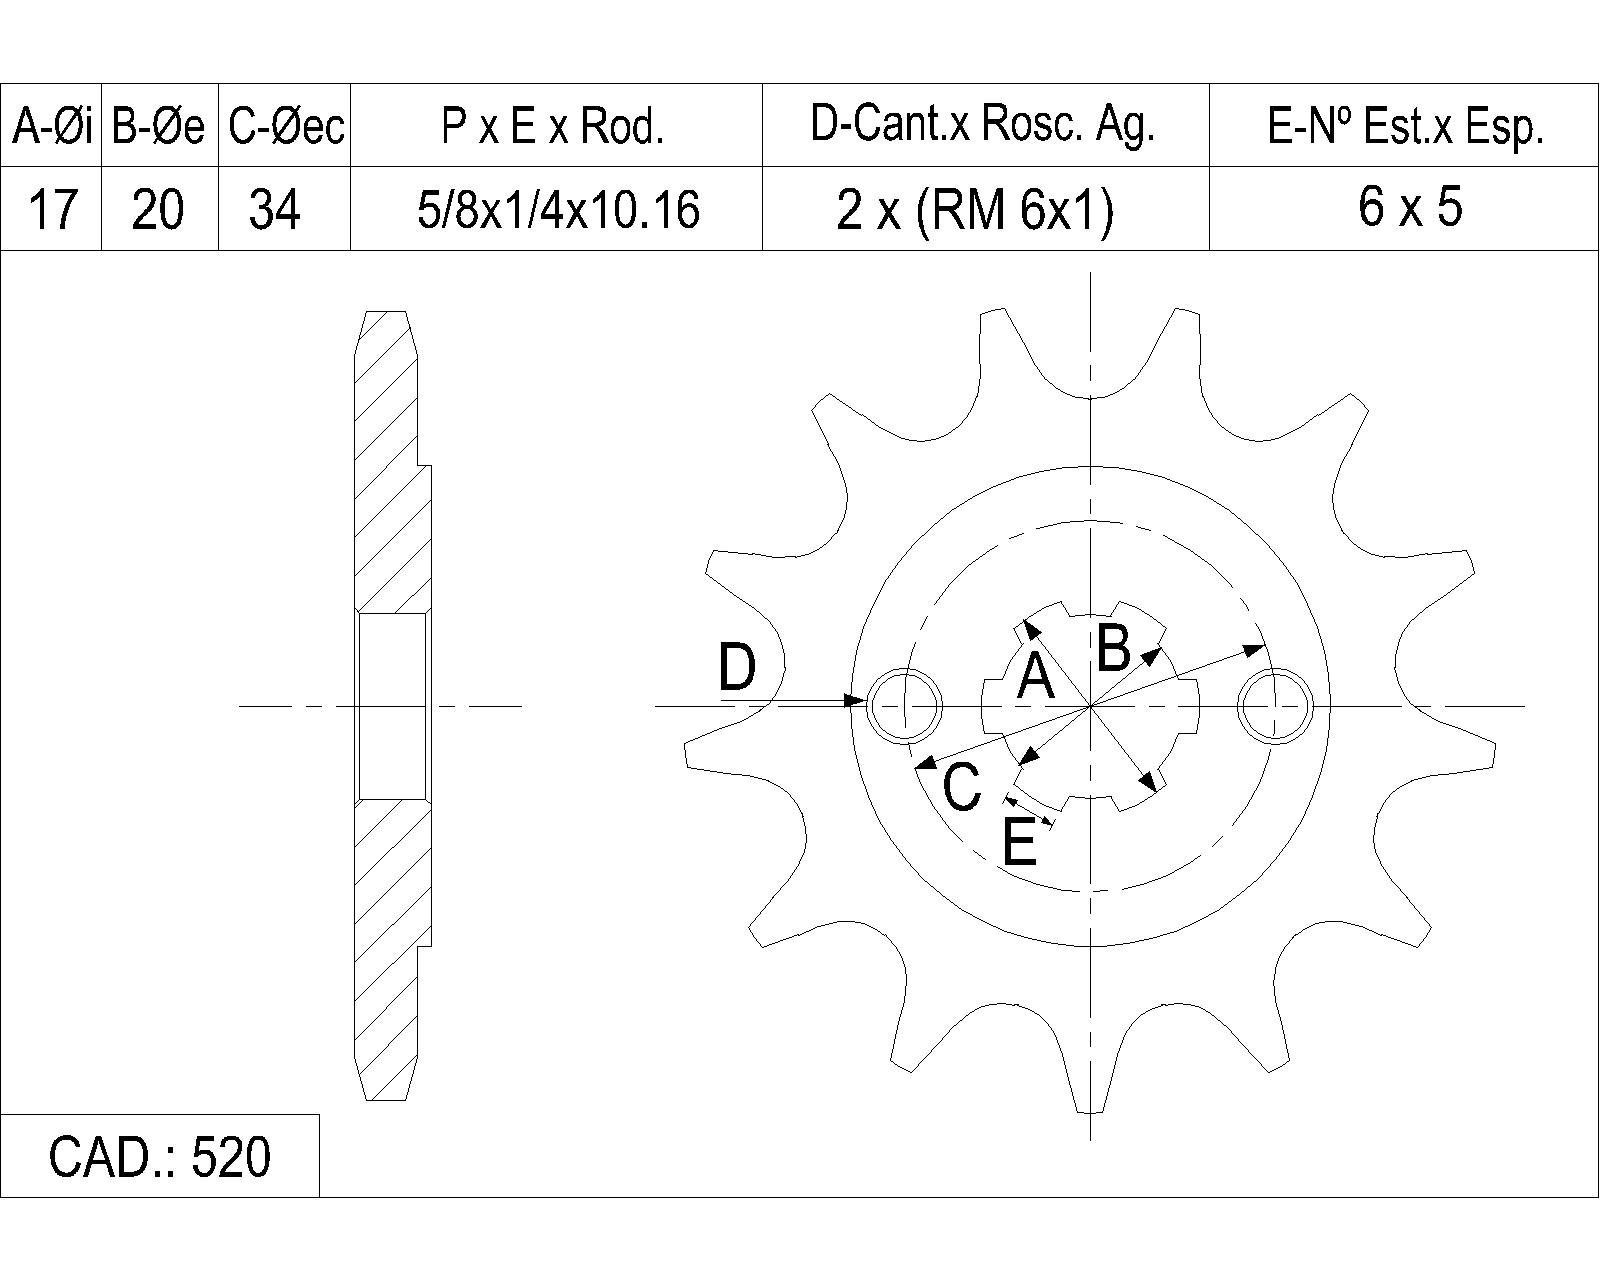 A-Øi B-Øe C-Øec P x E x Rod. D-Cant.x Rosc. Ag. E-Nº Est.x Esp.
17 20 34 5/8x1/4x10.16 2 x (RM 6x1) 6 x 5
B
D
A
C
E
CAD.: 520